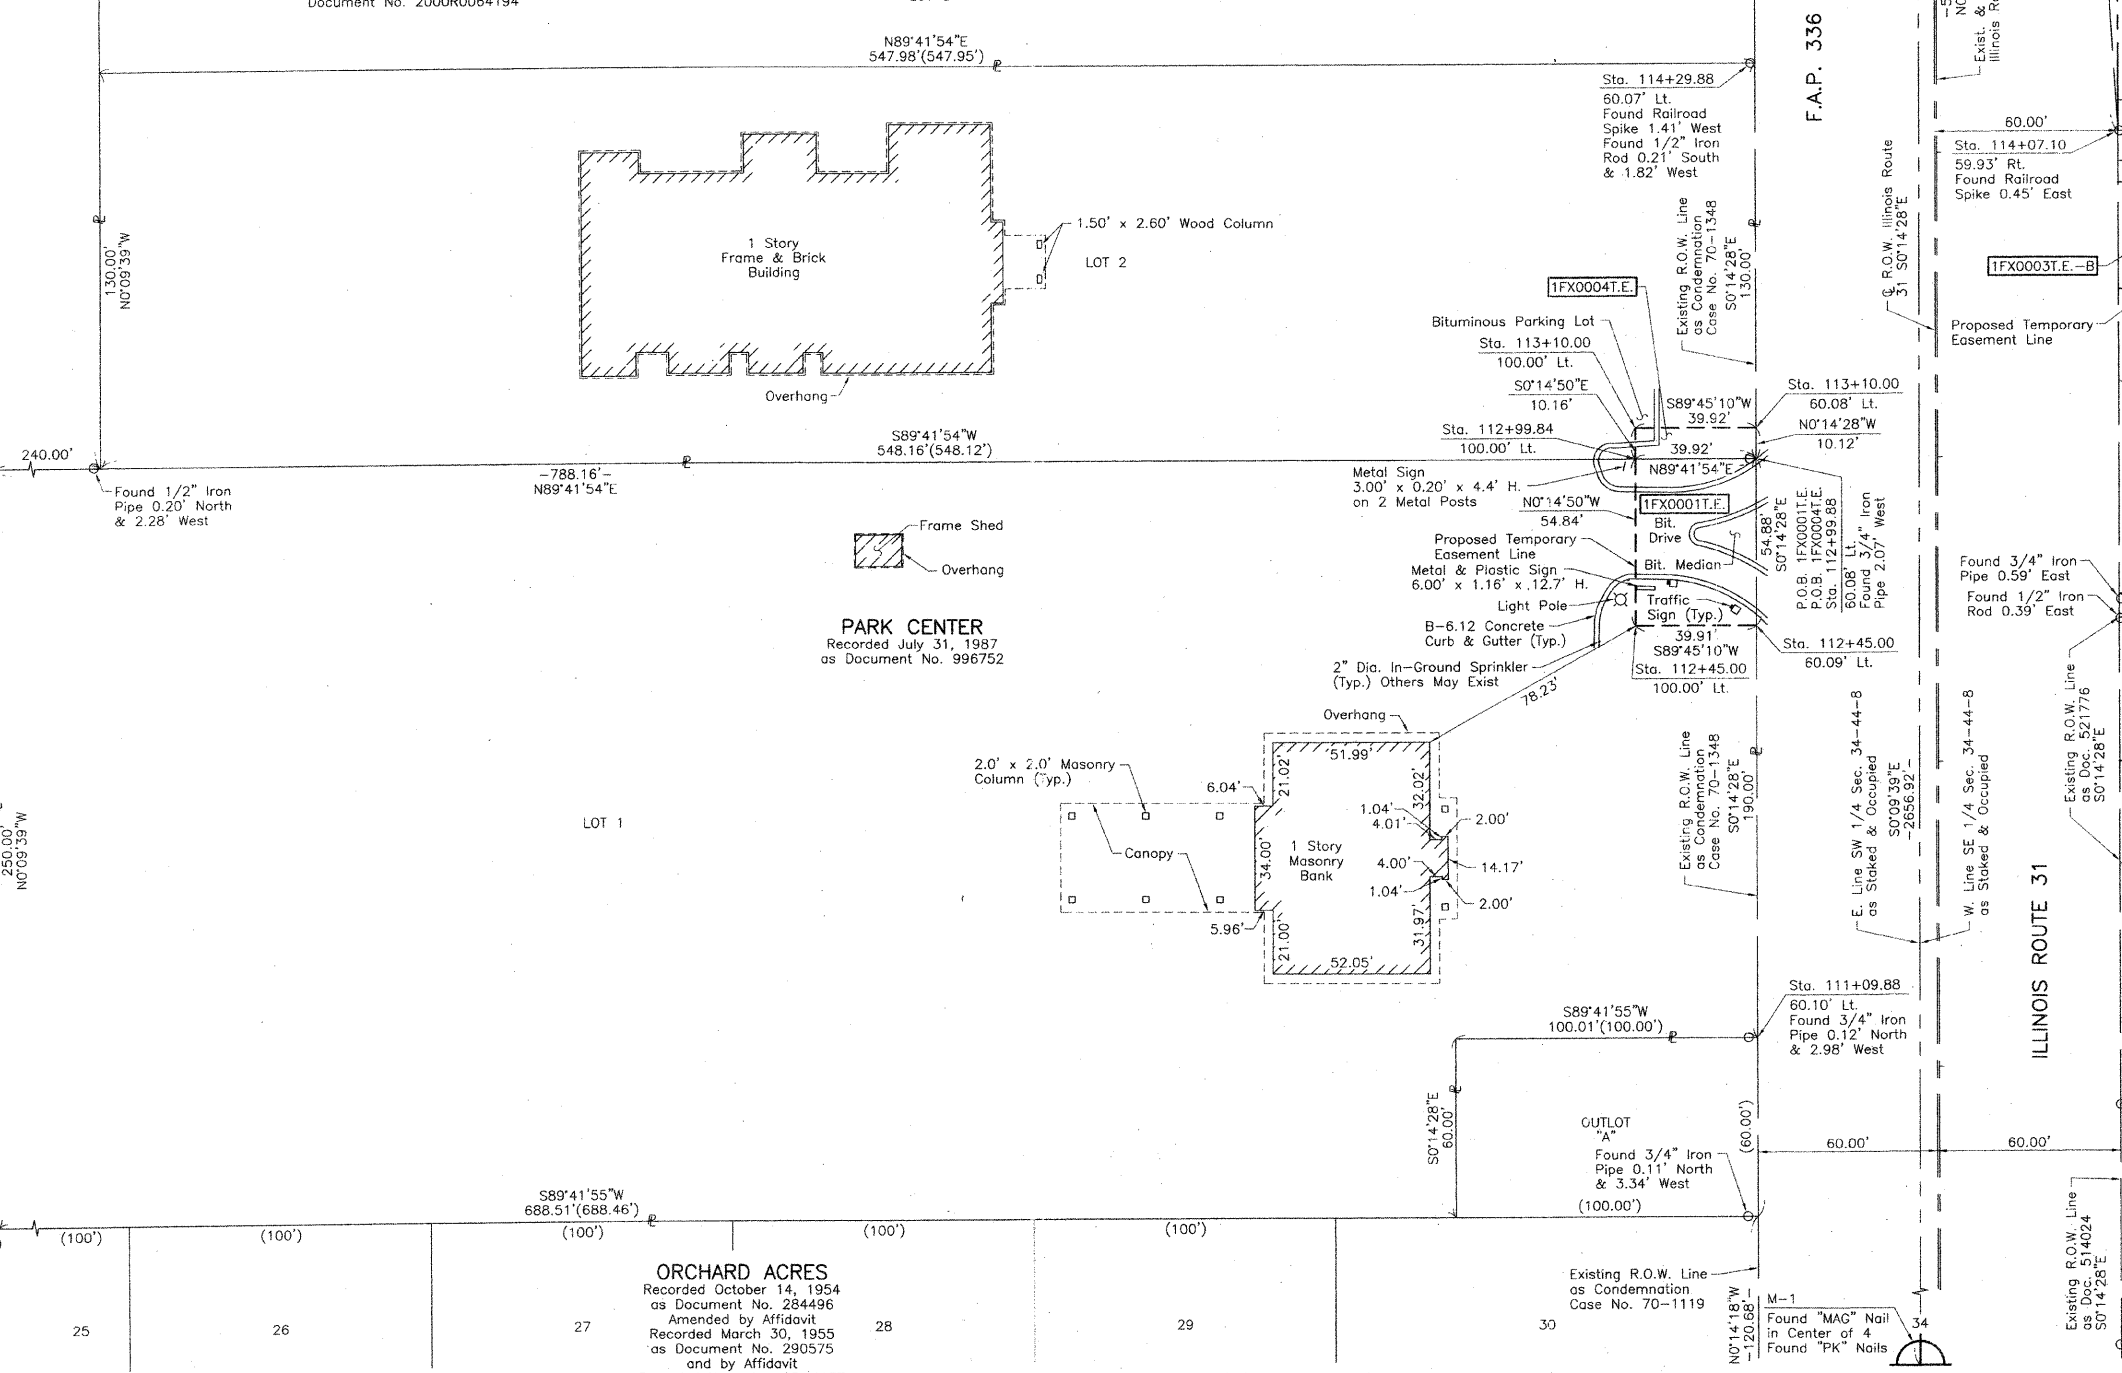 Document No. 2000R0064194
N89°41'54"E
547.98'(547.95')
130.00'
N0°09'39"W
1 Story
Frame & Brick
Building
1.50' x 2.60' Wood Column
LOT 2
Overhang
Sta. 114+29.88
60.07' Lt.
Found Railroad
Spike 1.41' West
Found 1/2" Iron
Rod 0.21' South
& 1.82' West
F.A.P. 336
Exist. &
60.00'
Sta. 114+07.10
59.93' Rt.
Found Railroad
Spike 0.45' East
℄ R.O.W. Illinois Route
31 S0°14'28"E
Existing R.O.W. Line
as Condemnation
Case No. 70-1348
S0°14'28"E
130.00'
1FX0003T.E.-B
Proposed Temporary
Easement Line
1FX0004T.E.
Bituminous Parking Lot
Sta. 113+10.00
100.00' Lt.
S0°14'50"E
10.16'
Sta. 112+99.84
100.00' Lt.
S89°45'10"W
39.92'
Sta. 113+10.00
60.08' Lt.
N0°14'28"W
10.12'
39.92'
N89°41'54"E
240.00'
S89°41'54"W
548.16'(548.12')
-788.16'-
N89°41'54"E
Found 1/2" Iron
Pipe 0.20' North
& 2.28' West
Metal Sign
3.00' x 0.20' x 4.4' H.
on 2 Metal Posts
N0°14'50"W
54.84'
1FX0001T.E.
Bit.
Drive
Bit. Median
54.88'
S0°14'28"E
P.O.B. 1FX0001T.E.
P.O.B. 1FX0004T.E.
Sta. 112+99.88
60.08' Lt.
Found 3/4" Iron
Pipe 2.07' West
Frame Shed
Overhang
Proposed Temporary
Easement Line
Metal & Plastic Sign
6.00' x 1.16' x 12.7' H.
Light Pole
Traffic
Sign (Typ.)
B-6.12 Concrete
Curb & Gutter (Typ.)
39.91'
S89°45'10"W
Sta. 112+45.00
60.09' Lt.
Sta. 112+45.00
100.00' Lt.
2" Dia. In-Ground Sprinkler
(Typ.) Others May Exist
78.23'
Found 3/4" Iron
Pipe 0.59' East
Found 1/2" Iron
Rod 0.39' East
PARK CENTER
Recorded July 31, 1987
as Document No. 996752
Overhang
51.99'
21.02'
32.02'
2.0' x 2.0' Masonry
Column (Typ.)
6.04'
1.04'
4.01'
2.00'
Canopy
34.00'
1 Story
Masonry
Bank
4.00'
14.17'
1.04'
2.00'
5.96'
21.00'
31.97'
52.05'
LOT 1
250.00'
N0°09'39"W
Existing R.O.W. Line
as Condemnation
Case No. 70-1348
S0°14'28"E
190.00'
E. Line SW 1/4 Sec. 34-44-8
as Staked & Occupied
S0°09'39"E
-2656.92'-
W. Line SE 1/4 Sec. 34-44-8
as Staked & Occupied
Existing R.O.W. Line
as Doc. 521776
S0°14'28"E
ILLINOIS ROUTE 31
Sta. 111+09.88
60.10' Lt.
Found 3/4" Iron
Pipe 0.12' North
& 2.98' West
S89°41'55"W
100.01'(100.00')
S0°14'28"E
60.00'
OUTLOT
"A"
Found 3/4" Iron
Pipe 0.11' North
& 3.34' West
(100.00')
(60.00')
60.00'
60.00'
S89°41'55"W
688.51'(688.46')
(100')
(100')
(100')
(100')
(100')
ORCHARD ACRES
Recorded October 14, 1954
as Document No. 284496
Amended by Affidavit
Recorded March 30, 1955
as Document No. 290575
and by Affidavit
25
26
27
28
29
30
Existing R.O.W. Line
as Condemnation
Case No. 70-1119
N0°14'18"W
-120.68'-
M-1
Found "MAG" Nail
in Center of 4
Found "PK" Nails
34
Existing R.O.W. Line
as Doc. 514024
S0°14'28"E